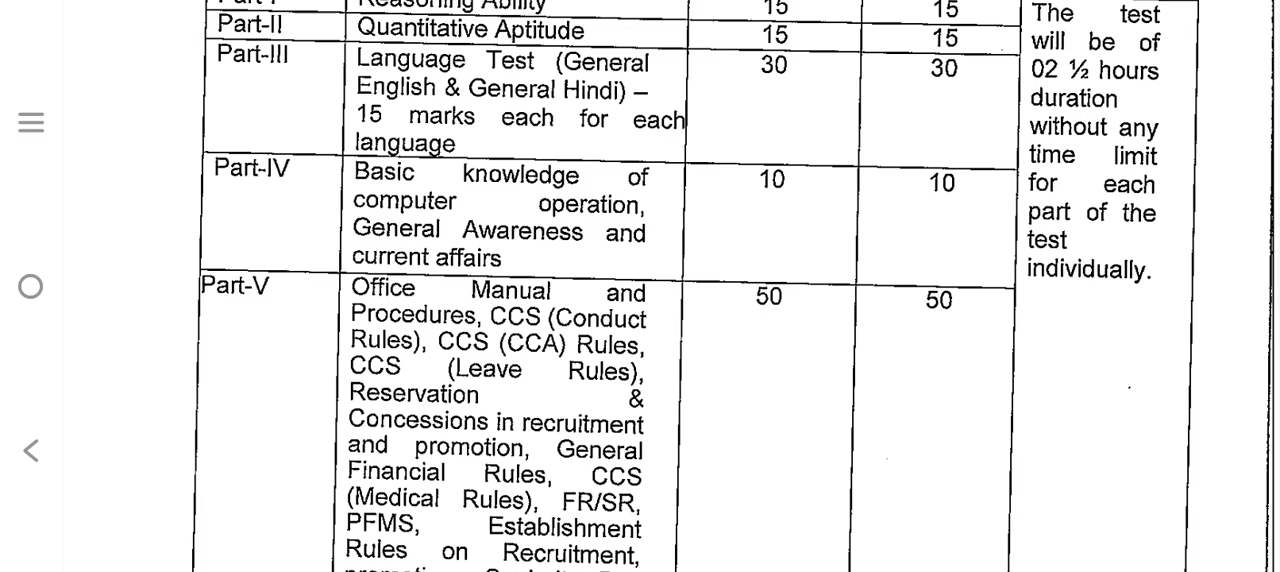 Reasoning Ability 15 15
Part-II Quantitative Aptitude 15 15
Part-III Language Test (General 30 30
English & General Hindi) –
15 marks each for each
language
Part-IV Basic knowledge of 10 10
computer operation,
General Awareness and
current affairs
Part-V Office Manual and 50 50
Procedures, CCS (Conduct
Rules), CCS (CCA) Rules,
CCS (Leave Rules),
Reservation &
Concessions in recruitment
and promotion, General
Financial Rules, CCS
(Medical Rules), FR/SR,
PFMS, Establishment
Rules on Recruitment,
The test
will be of
02 ½ hours
duration
without any
time limit
for each
part of the
test
individually.